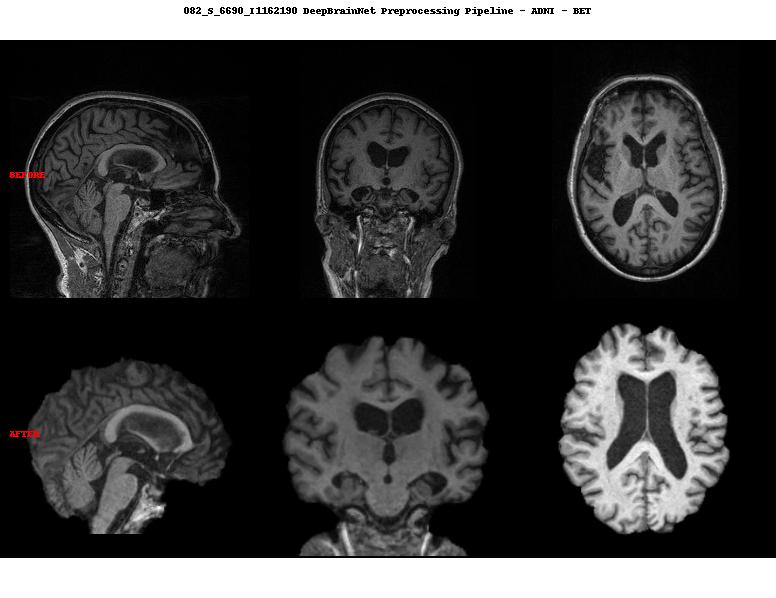 082_S_6690_I1162190 DeepBrainNet Preprocessing Pipeline - ADNI - BET
BEFORE
AFTER